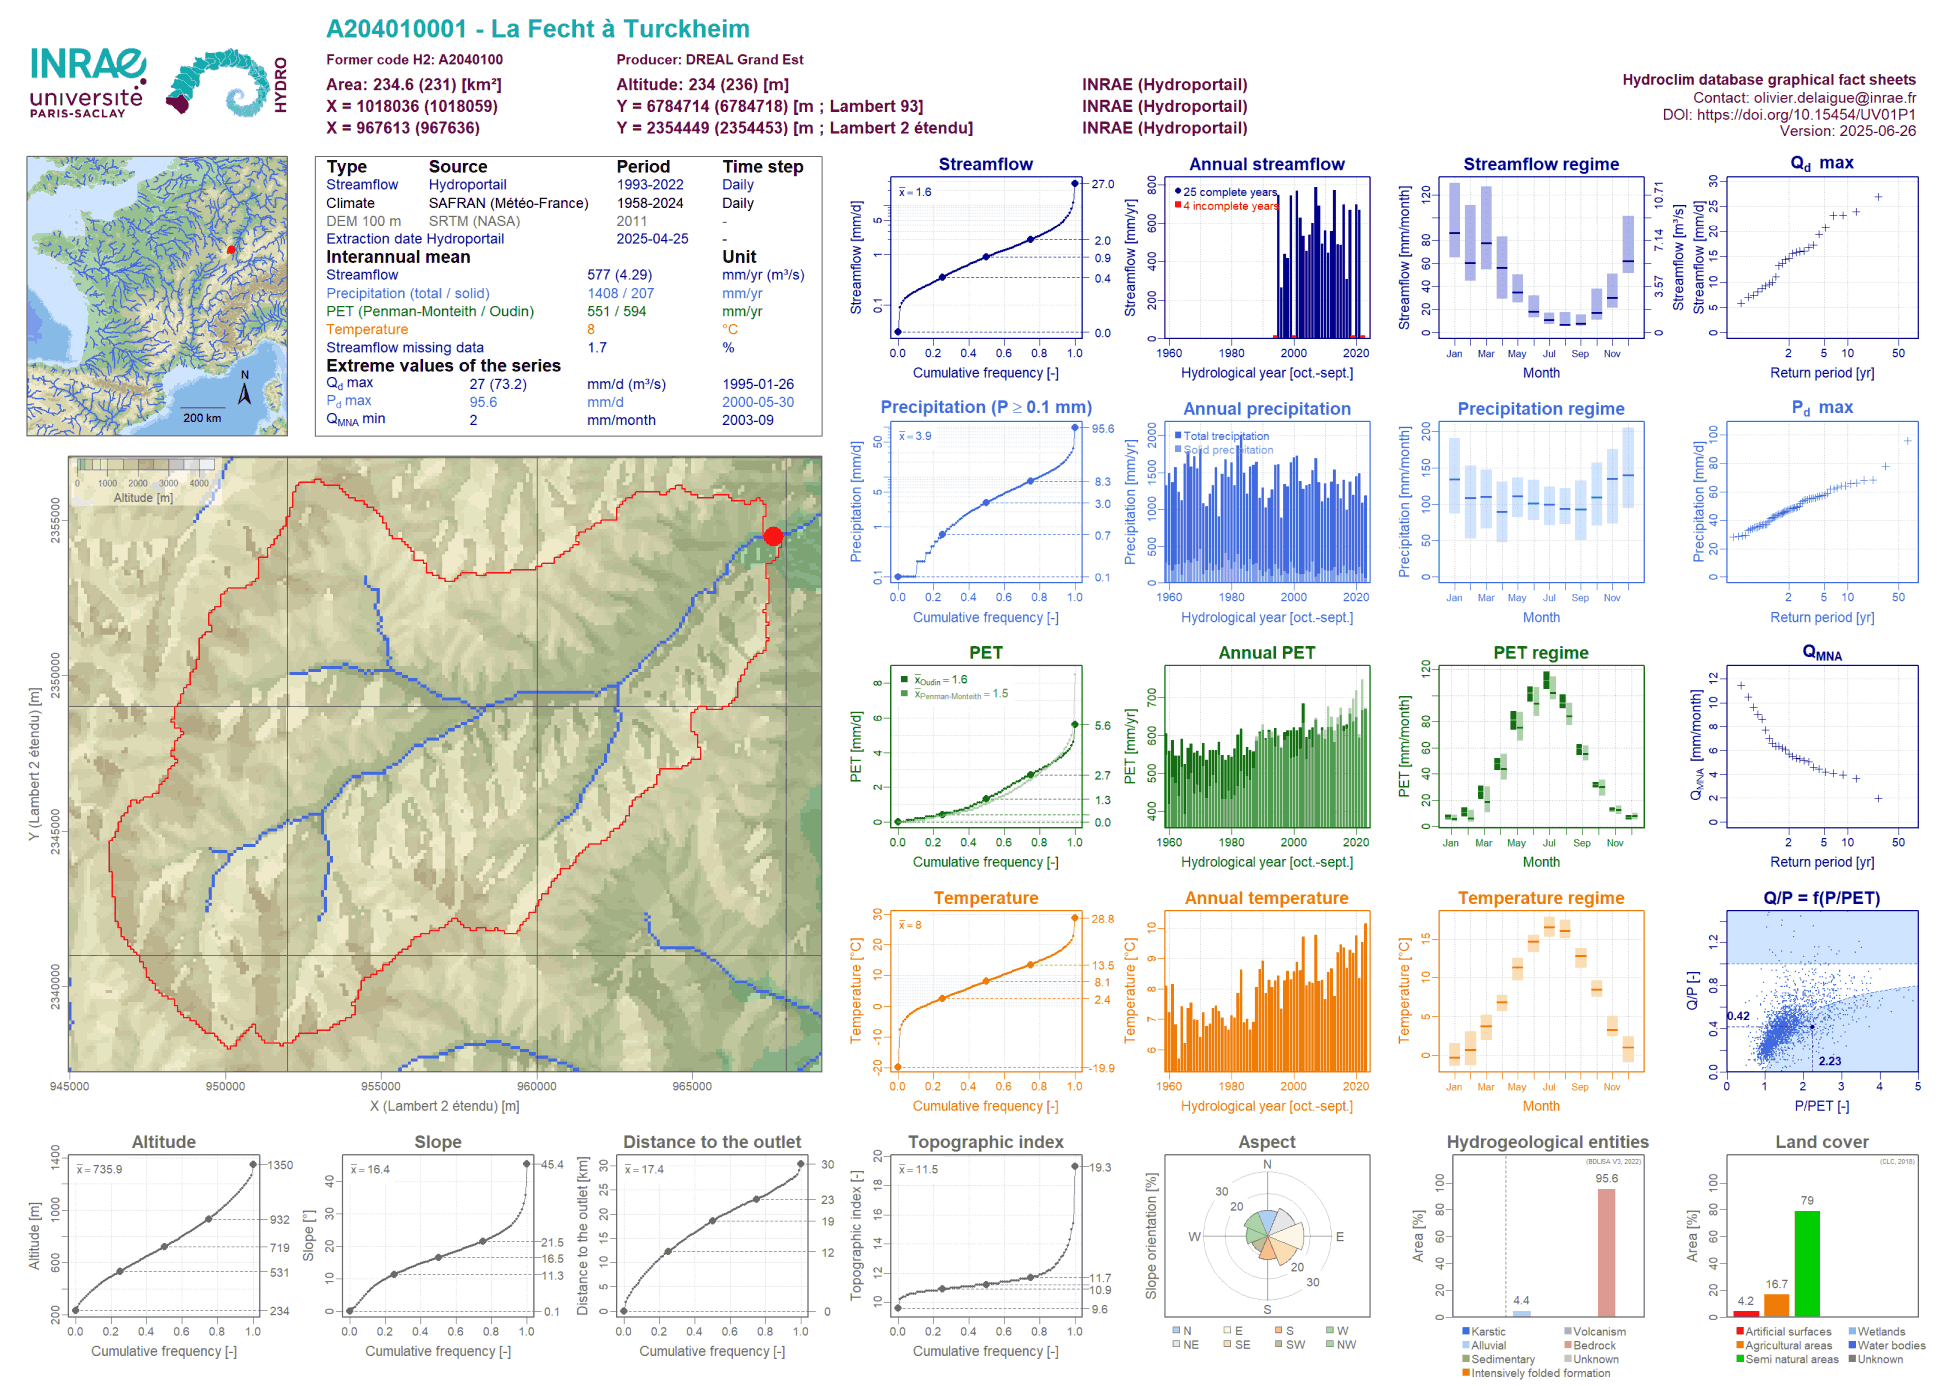 A204010001 - La Fecht à Turckheim
INRAE
université
PARIS-SACLAY
HYDRO
Former code H2: A2040100
Producer: DREAL Grand Est
Area: 234.6 (231) [km²]
Altitude: 234 (236) [m]
INRAE (Hydroportail)
X = 1018036 (1018059)
Y = 6784714 (6784718) [m ; Lambert 93]
INRAE (Hydroportail)
X = 967613 (967636)
Y = 2354449 (2354453) [m ; Lambert 2 étendu]
INRAE (Hydroportail)
Hydroclim database graphical fact sheets
Contact: olivier.delaigue@inrae.fr
DOI: https://doi.org/10.15454/UV01P1
Version: 2025-06-26
N
200 km
Type Source Period Time step
Streamflow Hydroportail 1993-2022 Daily
Climate SAFRAN (Météo-France) 1958-2024 Daily
DEM 100 m SRTM (NASA) 2011 -
Extraction date Hydroportail 2025-04-25 -
Interannual mean Unit
Streamflow 577 (4.29) mm/yr (m³/s)
Precipitation (total / solid) 1408 / 207 mm/yr
PET (Penman-Monteith / Oudin) 551 / 594 mm/yr
Temperature 8 °C
Streamflow missing data 1.7 %
Extreme values of the series
Qd max 27 (73.2) mm/d (m³/s) 1995-01-26
Pd max 95.6 mm/d 2000-05-30
QMNA min 2 mm/month 2003-09
Streamflow
x̅ = 1.6
Streamflow [mm/d]
5
1
0.1
27.0
2.0
0.9
0.4
0.0
0.0 0.2 0.4 0.6 0.8 1.0
Cumulative frequency [-]
Annual streamflow
25 complete years
4 incomplete years
Streamflow [mm/yr]
0 200 400 600 800
1960 1980 2000 2020
Hydrological year [oct.-sept.]
Streamflow regime
Streamflow [mm/month]
0 20 40 60 80 120
0 3.57 7.14 10.71
Streamflow [m³/s]
Jan Mar May Jul Sep Nov
Month
Qd max
Streamflow [mm/d]
0 5 10 15 20 25 30
2 5 10 50
Return period [yr]
Precipitation (P ≥ 0.1 mm)
x̅ = 3.9
Precipitation [mm/d]
50
5
1
0.1
95.6
8.3
3.0
0.7
0.1
0.0 0.2 0.4 0.6 0.8 1.0
Cumulative frequency [-]
Annual precipitation
Total trecipitation
Solid precipitation
Precipitation [mm/yr]
0 500 1000 1500 2000
1960 1980 2000 2020
Hydrological year [oct.-sept.]
Precipitation regime
Precipitation [mm/month]
0 50 100 150 200
Jan Mar May Jul Sep Nov
Month
Pd max
Precipitation [mm/d]
0 20 40 60 80 100
2 5 10 50
Return period [yr]
0 1000 2000 3000 4000
Altitude [m]
Y (Lambert 2 étendu) [m]
2340000 2345000 2350000 2355000
945000 950000 955000 960000 965000
X (Lambert 2 étendu) [m]
PET
x̅Oudin = 1.6
x̅Penman-Monteith = 1.5
PET [mm/d]
0 2 4 6 8
5.6
2.7
1.3
0.0
0.0 0.2 0.4 0.6 0.8 1.0
Cumulative frequency [-]
Annual PET
PET [mm/yr]
400 500 600 700
1960 1980 2000 2020
Hydrological year [oct.-sept.]
PET regime
PET [mm/month]
0 20 40 60 80 120
Jan Mar May Jul Sep Nov
Month
QMNA
QMNA [mm/month]
0 2 4 6 8 10 12
2 5 10 50
Return period [yr]
Temperature
x̅ = 8
Temperature [°C]
-20 -10 0 10 20 30
28.8
13.5
8.1
2.4
-19.9
0.0 0.2 0.4 0.6 0.8 1.0
Cumulative frequency [-]
Annual temperature
Temperature [°C]
6 7 8 9 10
1960 1980 2000 2020
Hydrological year [oct.-sept.]
Temperature regime
Temperature [°C]
0 5 10 15
Jan Mar May Jul Sep Nov
Month
Q/P = f(P/PET)
Q/P [-]
0.0 0.4 0.8 1.2
0.42
2.23
0 1 2 3 4 5
P/PET [-]
Altitude
x̅ = 735.9
Altitude [m]
200 600 1000 1400
1350
932
719
531
234
0.0 0.2 0.4 0.6 0.8 1.0
Cumulative frequency [-]
Slope
x̅ = 16.4
Slope [°]
0 10 20 30 40
45.4
21.5
16.5
11.3
0.1
0.0 0.2 0.4 0.6 0.8 1.0
Cumulative frequency [-]
Distance to the outlet
x̅ = 17.4
Distance to the outlet [km]
0 5 10 15 20 25 30
30
23
19
12
0
0.0 0.2 0.4 0.6 0.8 1.0
Cumulative frequency [-]
Topographic index
x̅ = 11.5
Topographic index [-]
10 12 14 16 18 20
19.3
11.7
10.9
9.6
0.0 0.2 0.4 0.6 0.8 1.0
Cumulative frequency [-]
Aspect
Slope orientation [%]
N
E
S
W
30
20
20
30
N E S W
NE SE SW NW
Hydrogeological entities
(BDLISA V3, 2022)
Area [%]
0 20 40 60 80 100
4.4
95.6
Karstic Volcanism
Alluvial Bedrock
Sedimentary Unknown
Intensively folded formation
Land cover
(CLC, 2018)
Area [%]
0 20 40 60 80 100
4.2
16.7
79
Artificial surfaces Wetlands
Agricultural areas Water bodies
Semi natural areas Unknown